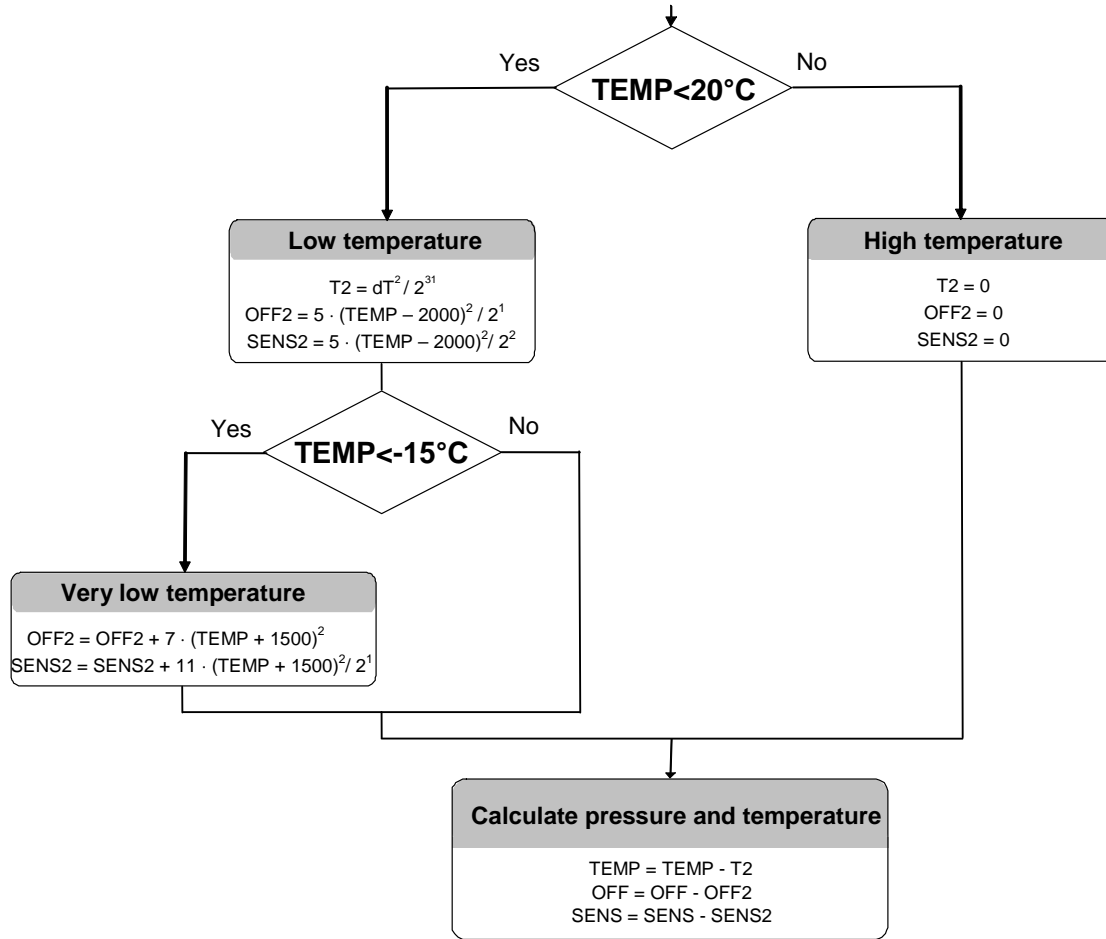 Yes
No
TEMP<20°C
Low temperature
T2 = dT² / 2³¹
OFF2 = 5 · (TEMP – 2000)² / 2¹
SENS2 = 5 · (TEMP – 2000)²/ 2²
High temperature
T2 = 0
OFF2 = 0
SENS2 = 0
Yes
No
TEMP<-15°C
Very low temperature
OFF2 = OFF2 + 7 · (TEMP + 1500)²
SENS2 = SENS2 + 11 · (TEMP + 1500)²/ 2¹
Calculate pressure and temperature
TEMP = TEMP - T2
OFF = OFF - OFF2
SENS = SENS - SENS2